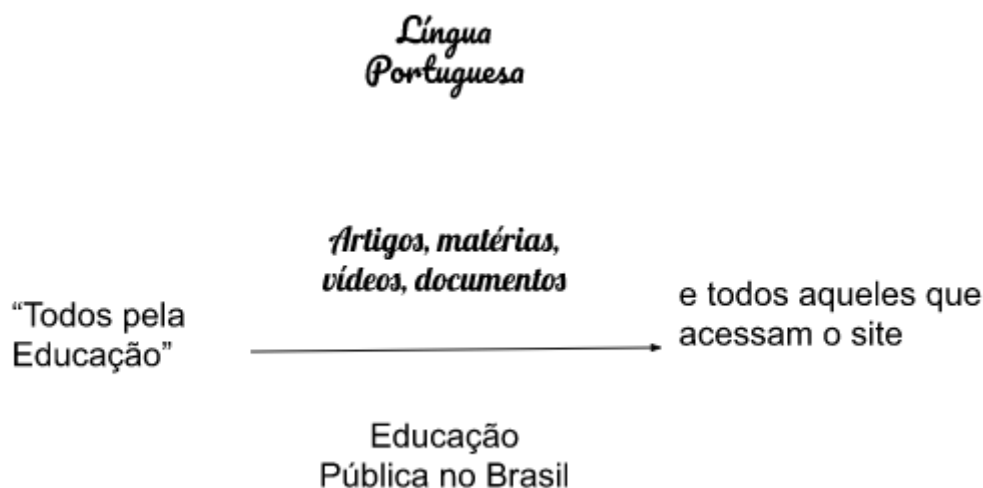 Língua
Portuguesa
Artigos, matérias,
vídeos, documentos
“Todos pela
Educação”
e todos aqueles que
acessam o site
Educação
Pública no Brasil